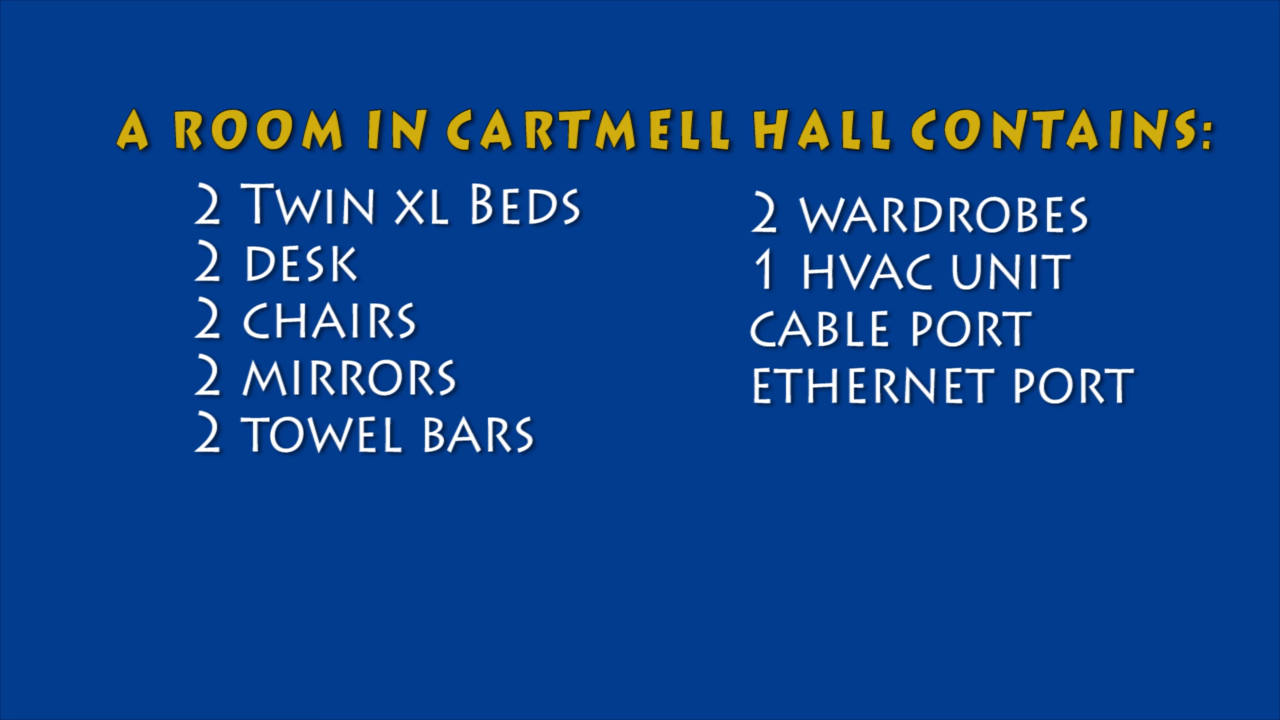 A ROOM IN CARTMELL HALL CONTAINS:
2 TWIN XL BEDS
2 DESK
2 CHAIRS
2 MIRRORS
2 TOWEL BARS
2 WARDROBES
1 HVAC UNIT
CABLE PORT
ETHERNET PORT